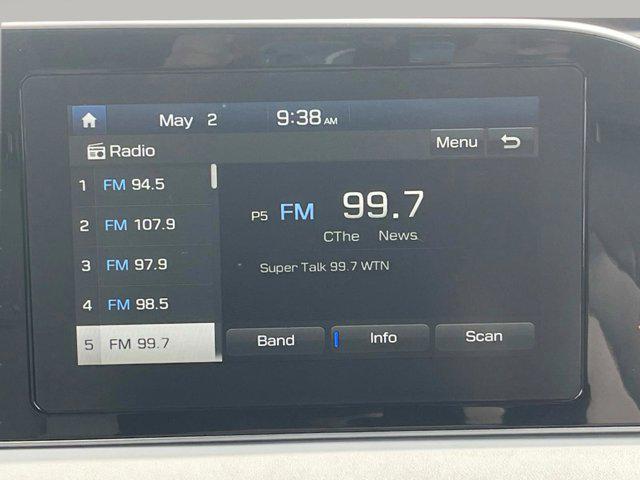 May 2 9:38 AM
Radio Menu
1 FM 94.5
2 FM 107.9
3 FM 97.9
4 FM 98.5
5 FM 99.7
P5 FM 99.7
CThe News
Super Talk 99.7 WTN
Band Info Scan